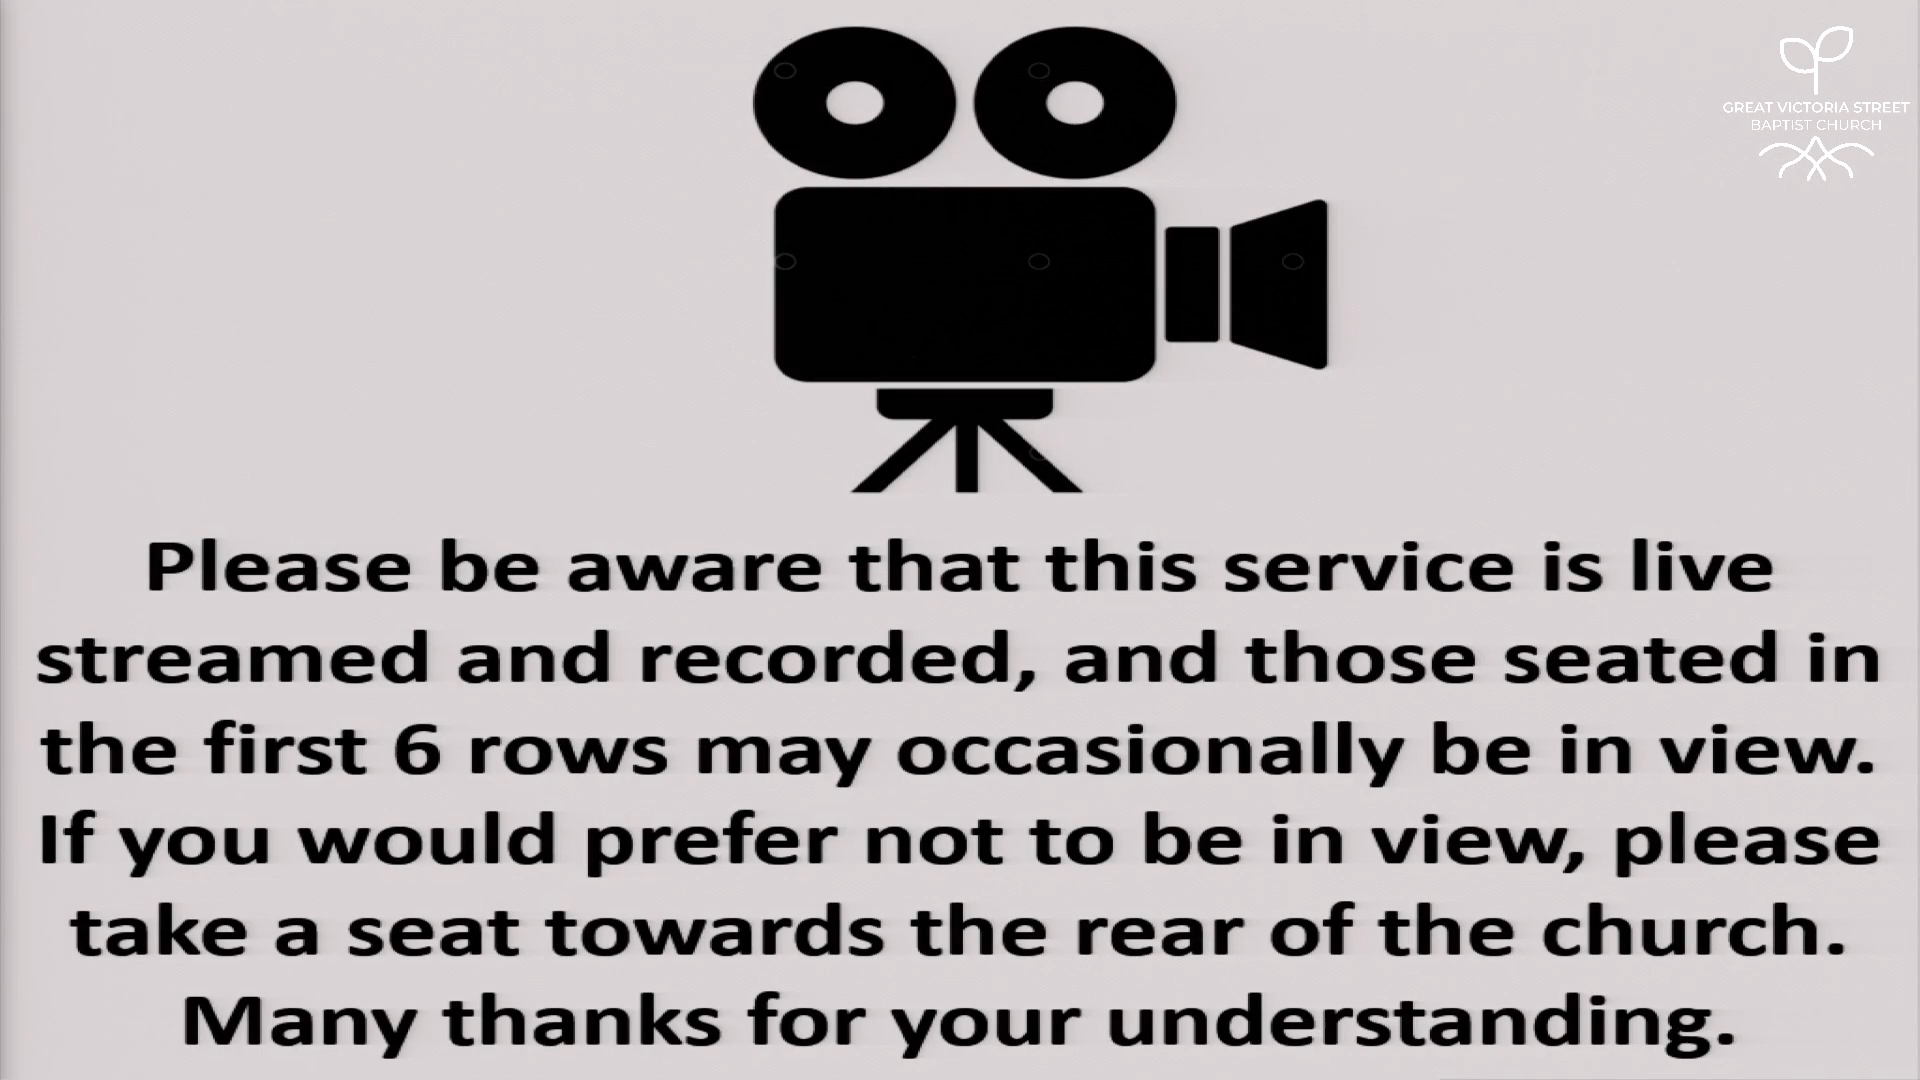 GREAT VICTORIA STREET
BAPTIST CHURCH
Please be aware that this service is live
streamed and recorded, and those seated in
the first 6 rows may occasionally be in view.
If you would prefer not to be in view, please
take a seat towards the rear of the church.
Many thanks for your understanding.